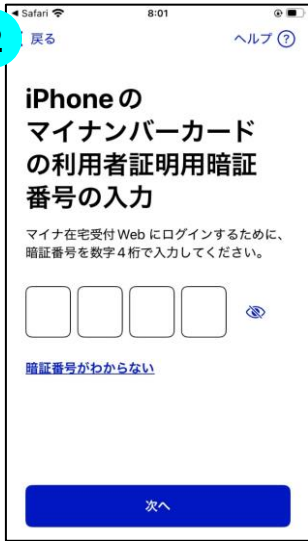 Safari 8:01
戻る ヘルプ ?
iPhoneの
マイナンバーカード
の利用者証明用暗証
番号の入力
マイナ在宅受付Webにログインするために、
暗証番号を数字4桁で入力してください。
暗証番号がわからない
次へ